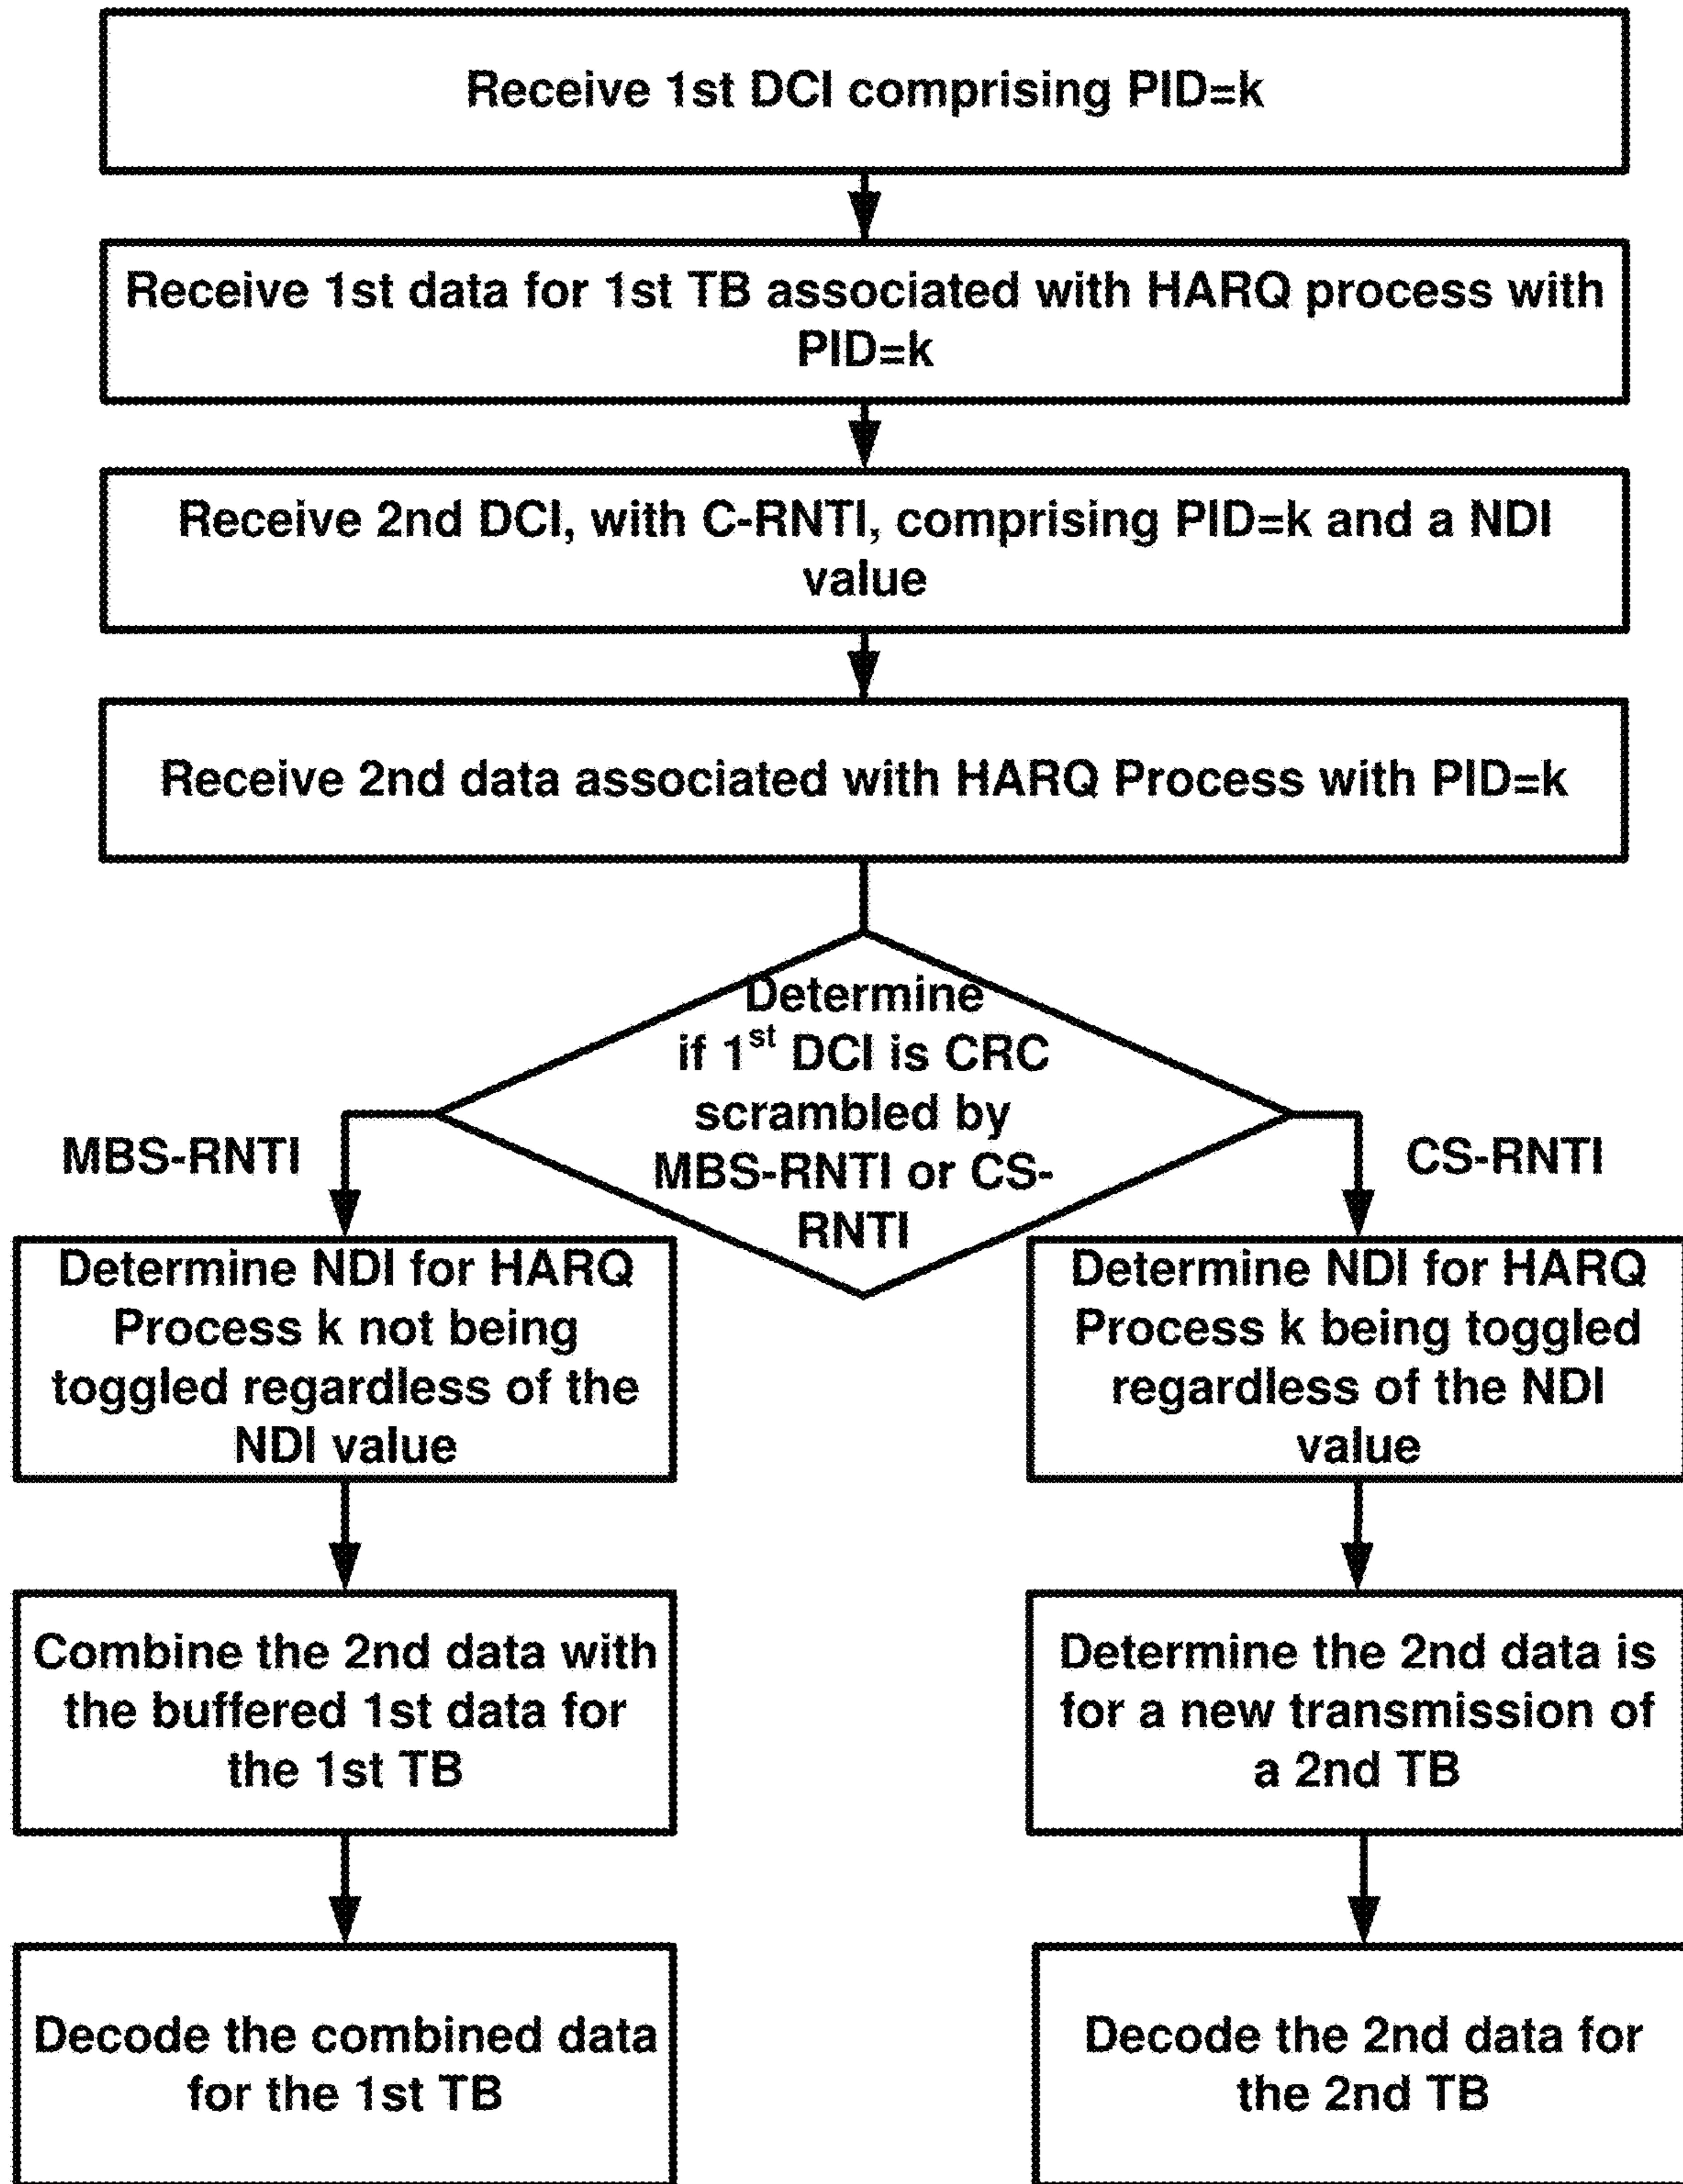 Receive 1st DCI comprising PID=k
Receive 1st data for 1st TB associated with HARQ process with
PID=k
Receive 2nd DCI, with C-RNTI, comprising PID=k and a NDI
value
Receive 2nd data associated with HARQ Process with PID=k
Determine
if 1st DCI is CRC
scrambled by
MBS-RNTI or CS-
RNTI
MBS-RNTI
CS-RNTI
Determine NDI for HARQ
Process k not being
toggled regardless of the
NDI value
Determine NDI for HARQ
Process k being toggled
regardless of the NDI
value
Combine the 2nd data with
the buffered 1st data for
the 1st TB
Determine the 2nd data is
for a new transmission of
a 2nd TB
Decode the combined data
for the 1st TB
Decode the 2nd data for
the 2nd TB